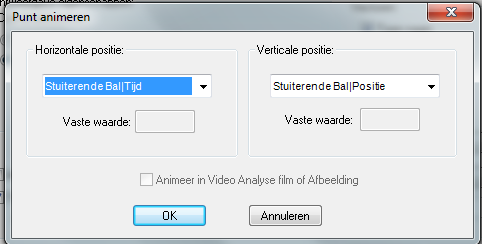 Punt animeren
Horizontale positie:
Stuiterende Bal|Tijd
Vaste waarde:
Verticale positie:
Stuiterende Bal|Positie
Vaste waarde:
Animeer in Video Analyse film of Afbeelding
OK
Annuleren